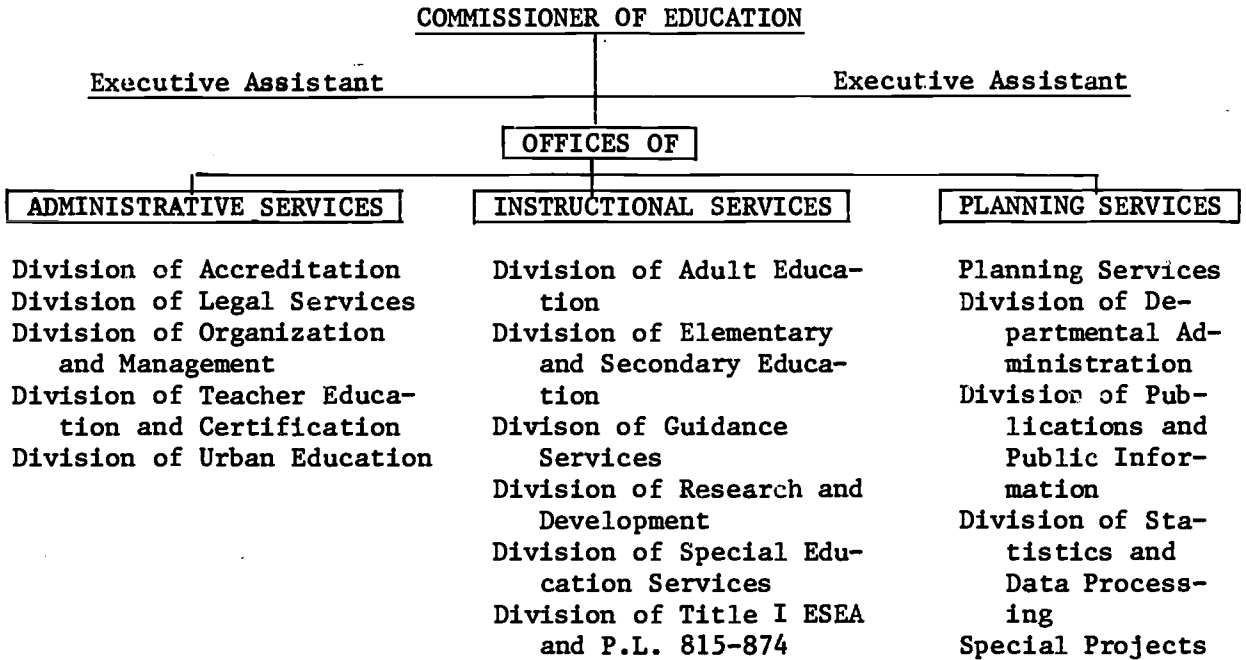 COMMISSIONER OF EDUCATION
Executive Assistant
Executive Assistant
OFFICES OF
ADMINISTRATIVE SERVICES
Division of Accreditation
Division of Legal Services
Division of Organization
and Management
Division of Teacher Educa-
tion and Certification
Division of Urban Education
INSTRUCTIONAL SERVICES
Division of Adult Educa-
tion
Division of Elementary
and Secondary Educa-
tion
Divison of Guidance
Services
Division of Research and
Development
Division of Special Edu-
cation Services
Division of Title I ESEA
and P.L. 815-874
PLANNING SERVICES
Planning Services
Division of De-
partmental Ad-
ministration
Division of Pub-
lications and
Public Infor-
mation
Division of Sta-
tistics and
Data Process-
ing
Special Projects